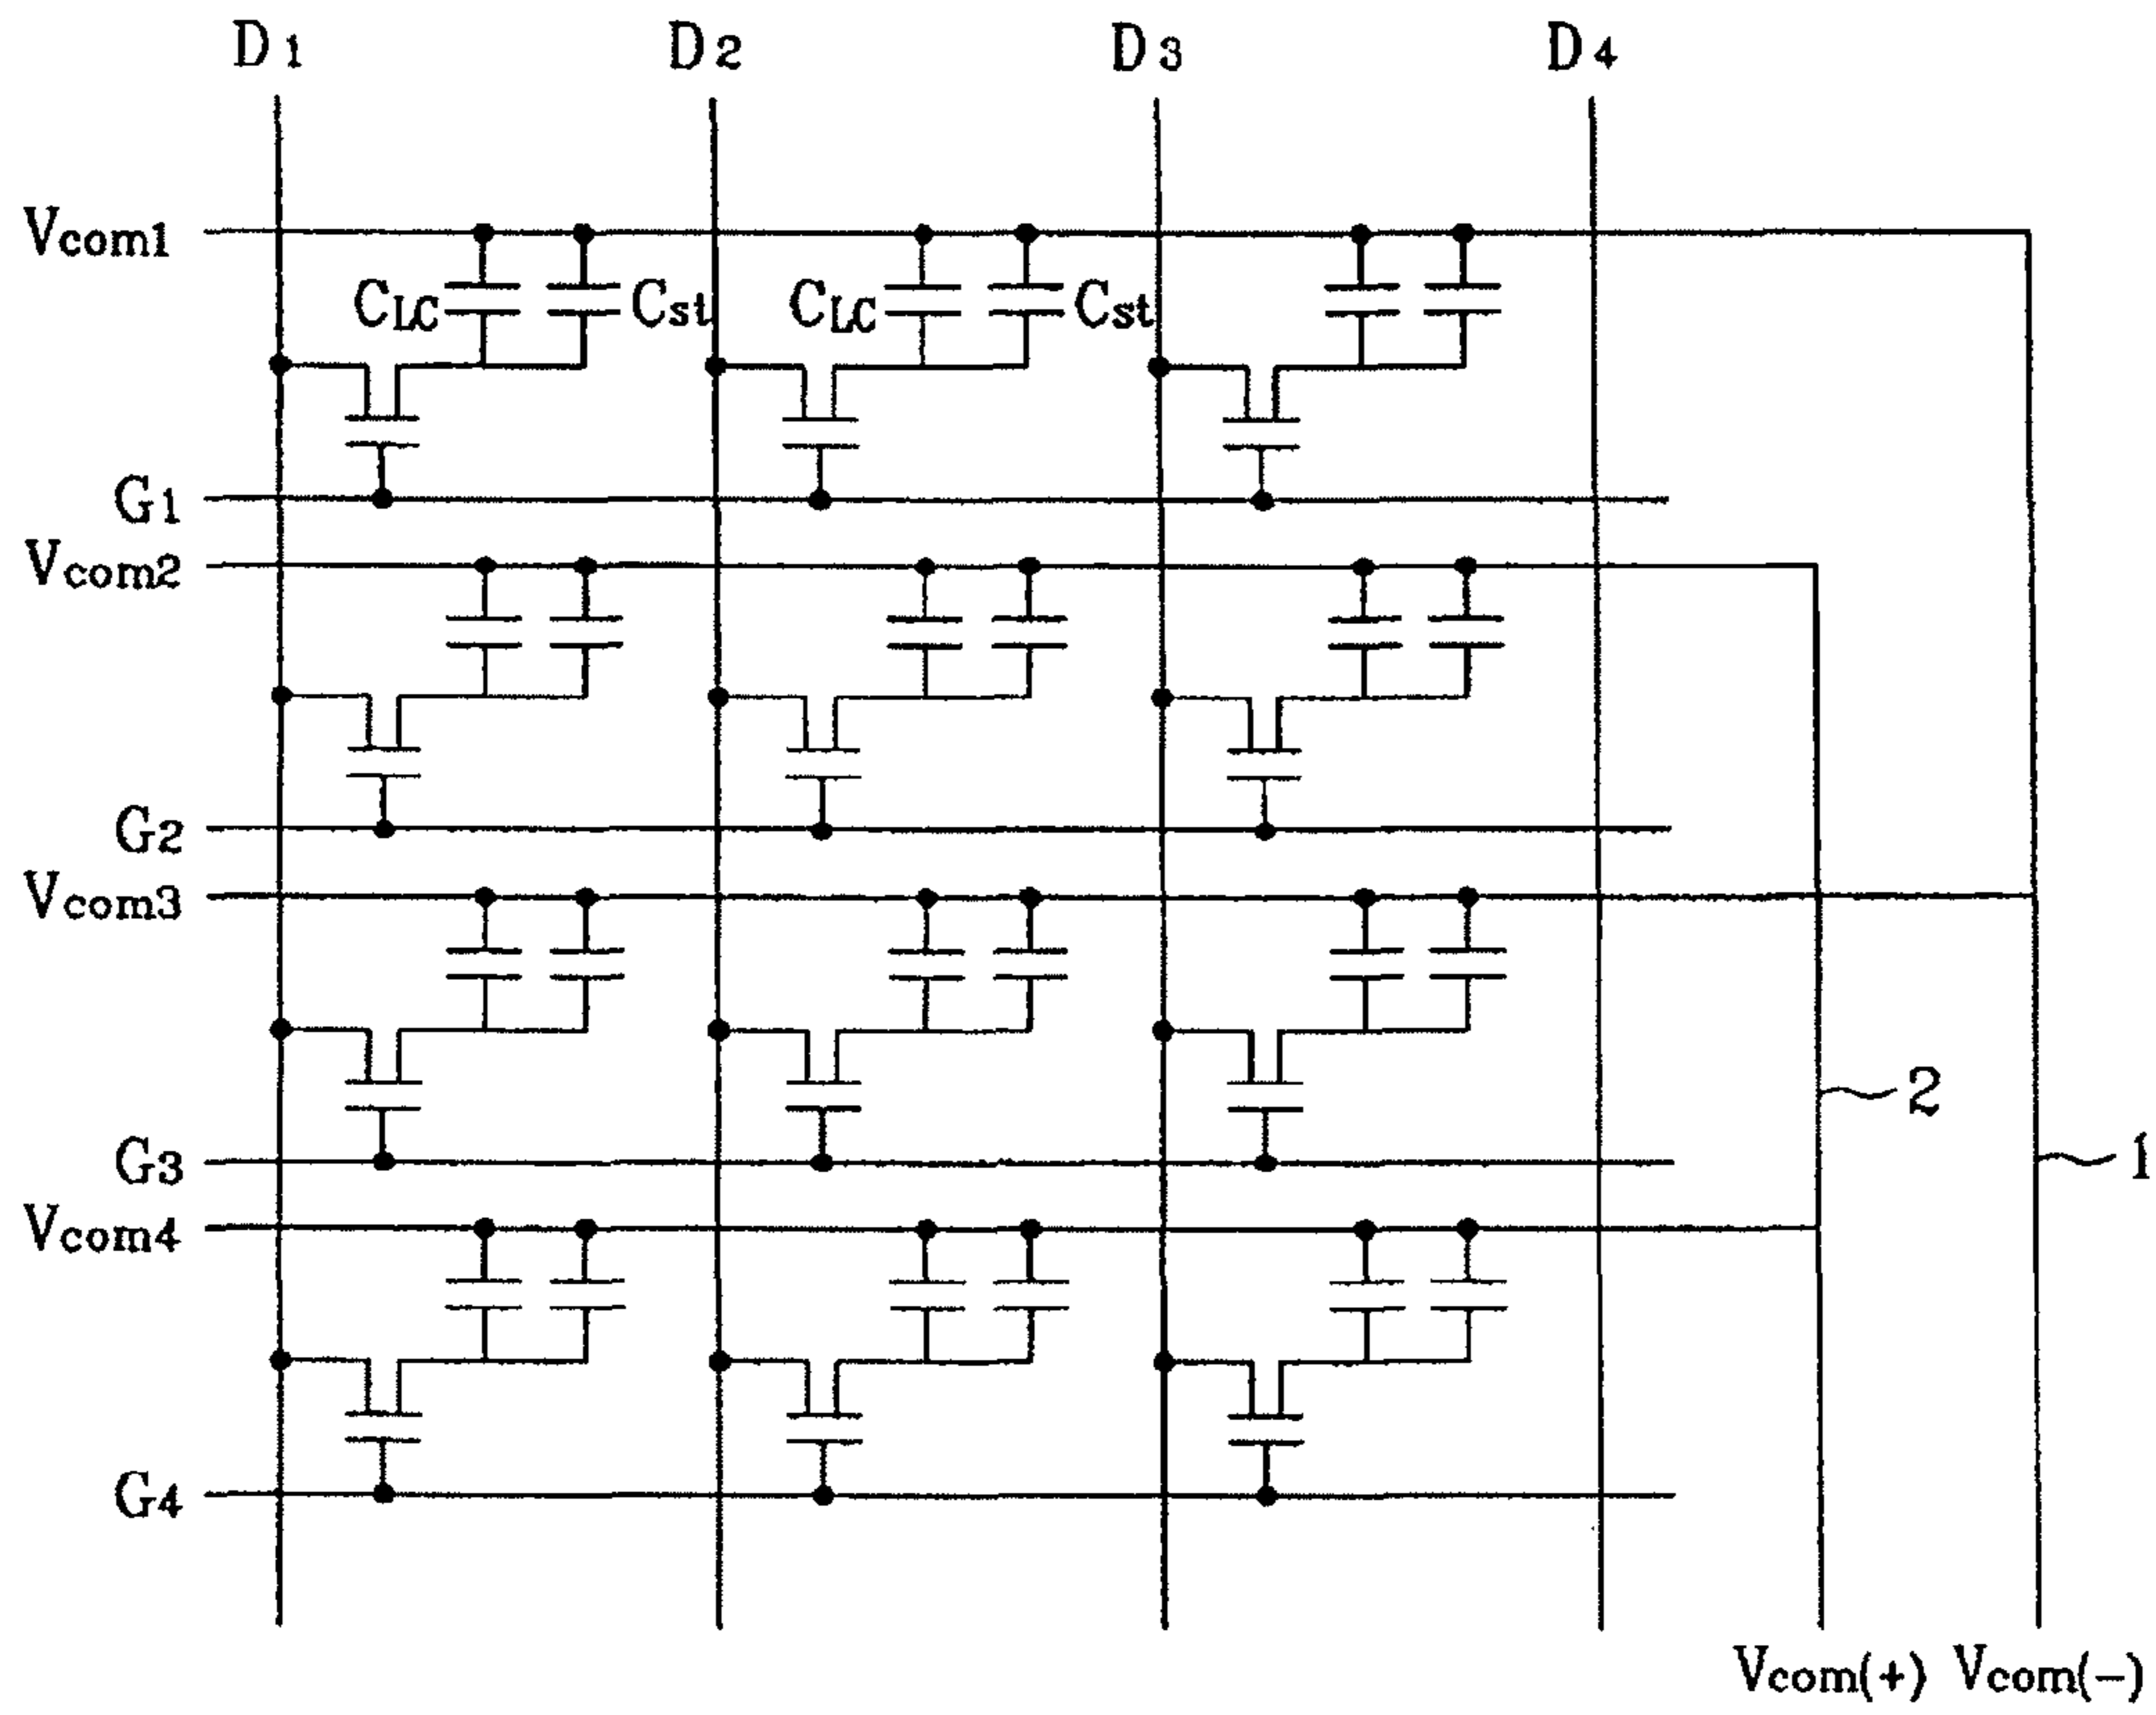 D1 D2 D3 D4
Vcom1
CLC Cst CLC Cst
G1
Vcom2
G2
Vcom3
2
G3
1
Vcom4
G4
Vcom(+) Vcom(−)